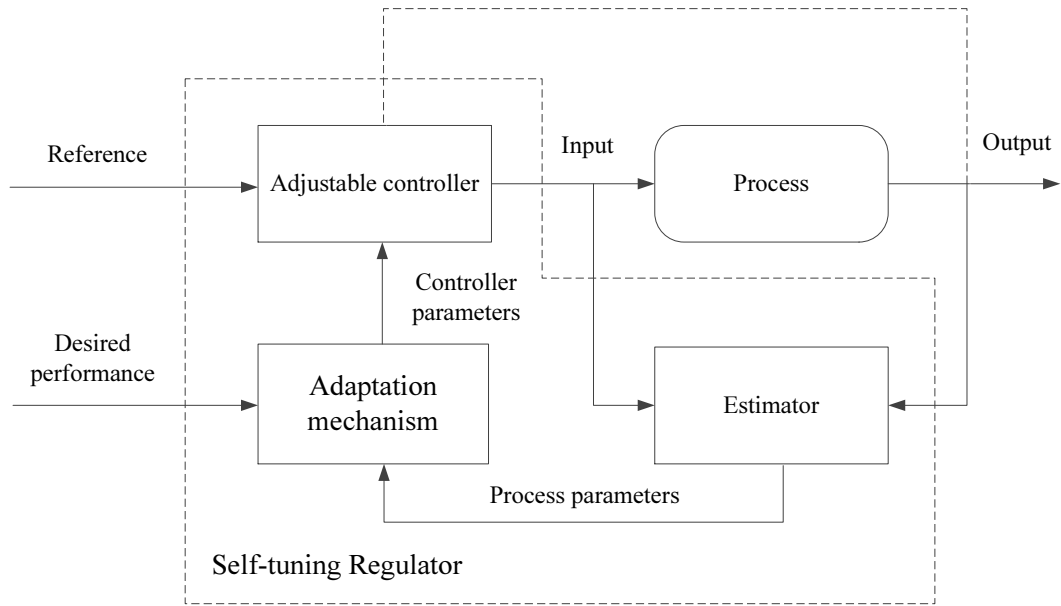 Reference
Adjustable controller
Input
Process
Output
Controller
parameters
Desired
performance
Adaptation
mechanism
Estimator
Process parameters
Self-tuning Regulator